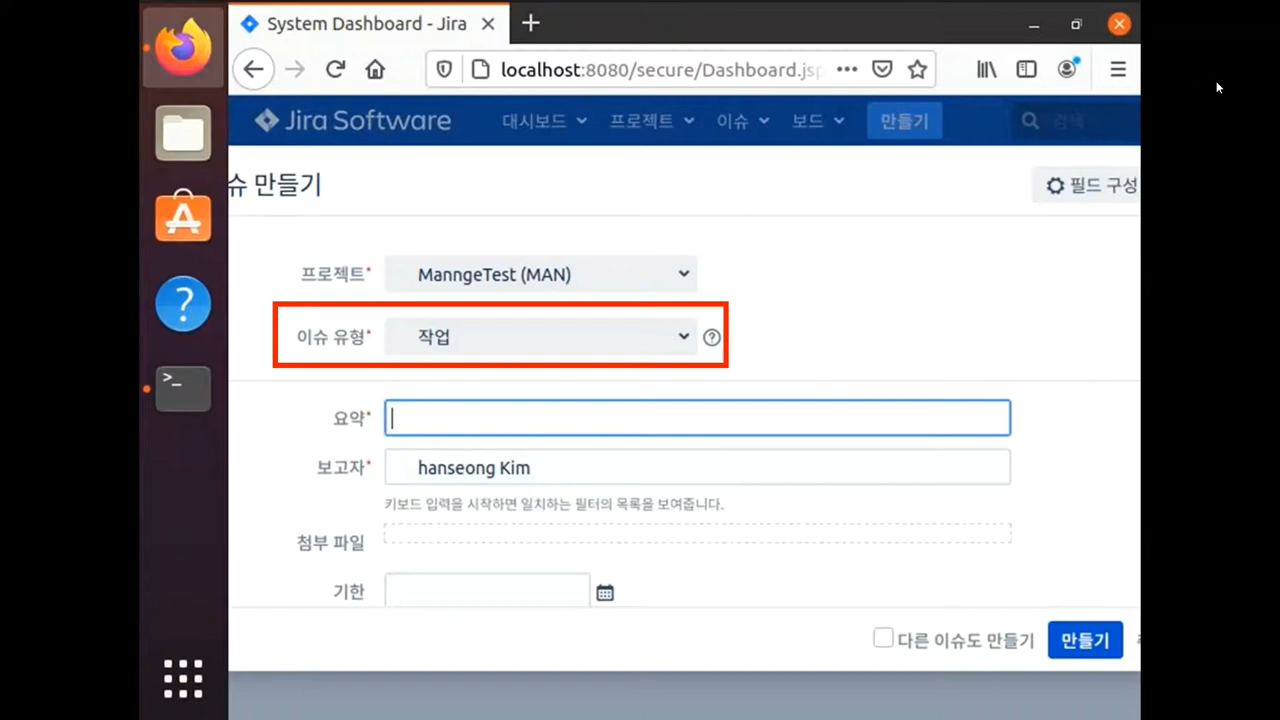 System Dashboard - Jira
localhost:8080/secure/Dashboard.jsp
Jira Software 대시보드 프로젝트 이슈 보드 만들기 검색
슈 만들기 필드 구성
프로젝트* ManngeTest (MAN)
이슈 유형* 작업
요약*
보고자* hanseong Kim
키보드 입력을 시작하면 일치하는 필터의 목록을 보여줍니다.
첨부 파일
기한
다른 이슈도 만들기 만들기